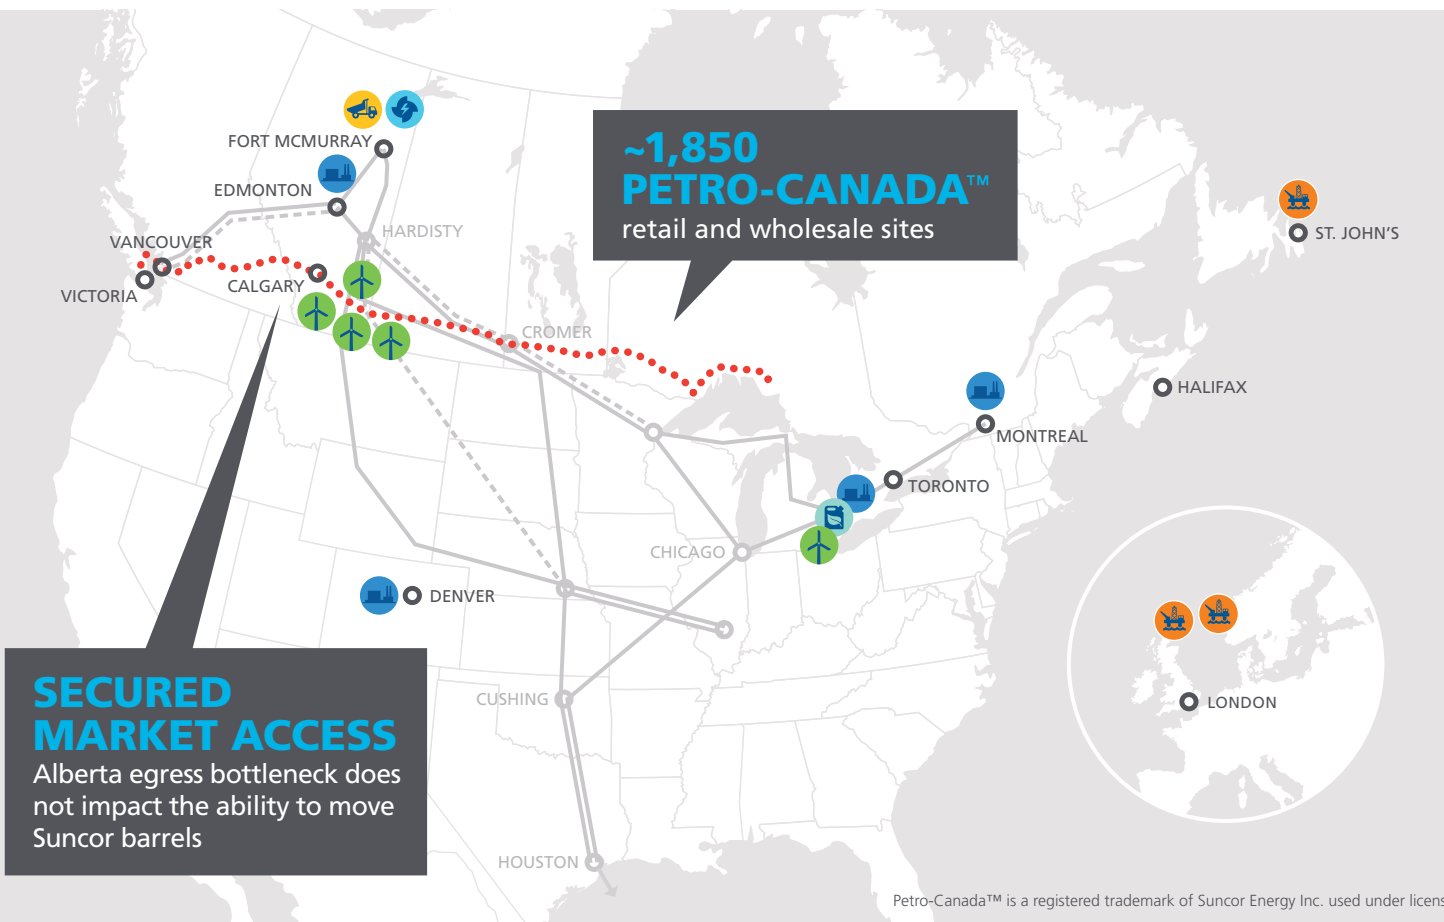 FORT MCMURRAY
EDMONTON
HARDISTY
VANCOUVER
CALGARY
VICTORIA
CROMER
~1,850
PETRO-CANADA™
retail and wholesale sites
ST. JOHN'S
HALIFAX
MONTREAL
TORONTO
CHICAGO
DENVER
CUSHING
HOUSTON
LONDON
SECURED
MARKET ACCESS
Alberta egress bottleneck does
not impact the ability to move
Suncor barrels
Petro-Canada™ is a registered trademark of Suncor Energy Inc. used under licens